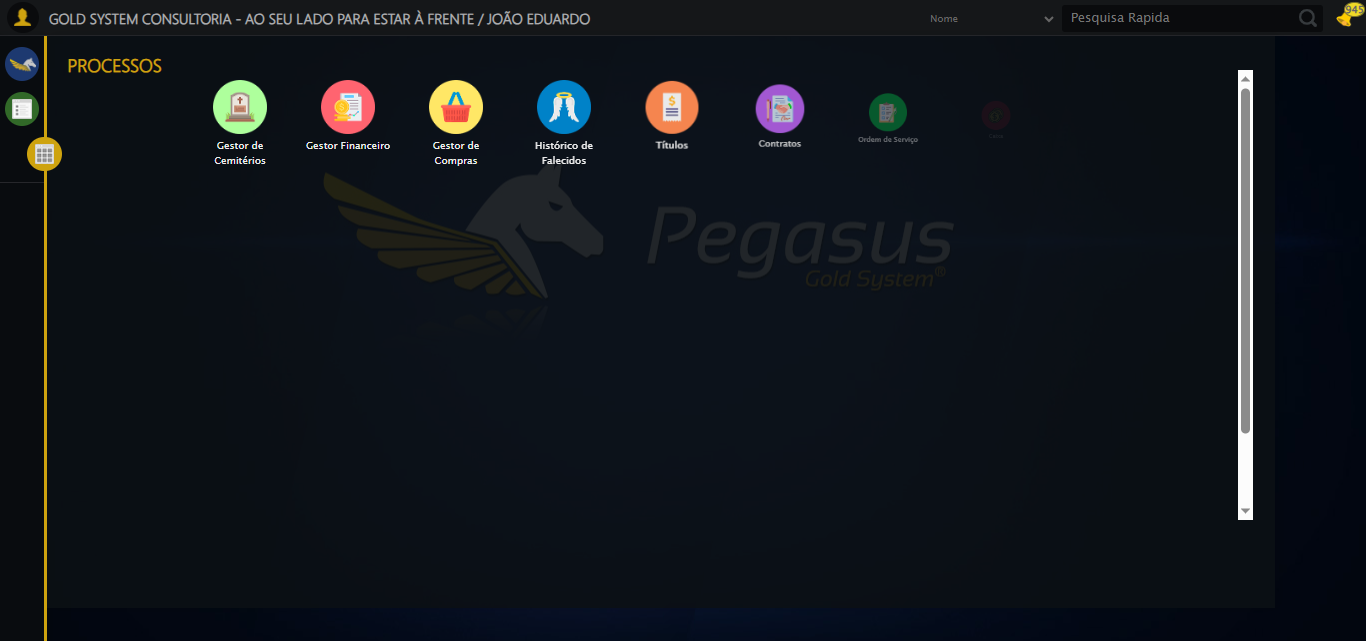 GOLD SYSTEM CONSULTORIA - AO SEU LADO PARA ESTAR À FRENTE / JOÃO EDUARDO
Nome
Pesquisa Rapida
945
PROCESSOS
Gestor de
Cemitérios
Gestor Financeiro
Gestor de
Compras
Histórico de
Falecidos
Títulos
Contratos
Ordem de Serviço
Pegasus
Gold System®